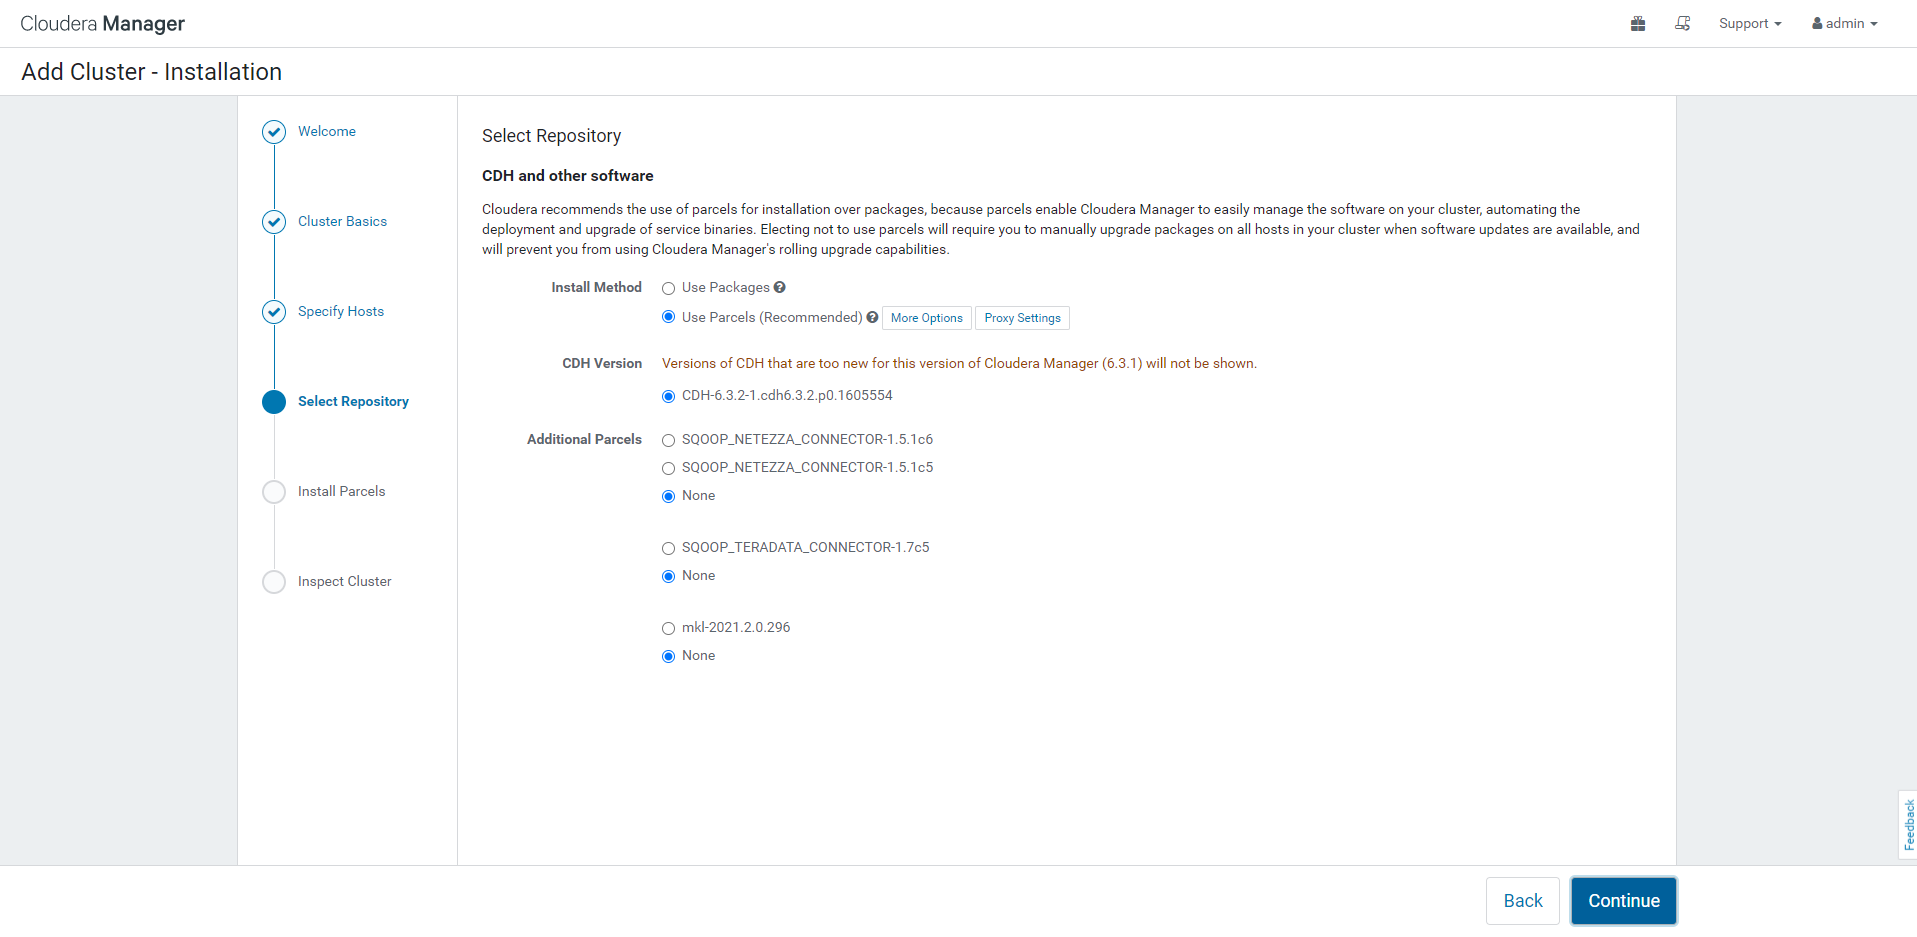 Cloudera Manager
Support
admin
Add Cluster - Installation
Welcome
Cluster Basics
Specify Hosts
Select Repository
Install Parcels
Inspect Cluster
Select Repository
CDH and other software
Cloudera recommends the use of parcels for installation over packages, because parcels enable Cloudera Manager to easily manage the software on your cluster, automating the
deployment and upgrade of service binaries. Electing not to use parcels will require you to manually upgrade packages on all hosts in your cluster when software updates are available, and
will prevent you from using Cloudera Manager's rolling upgrade capabilities.
Install Method
Use Packages
Use Parcels (Recommended)
More Options
Proxy Settings
CDH Version
Versions of CDH that are too new for this version of Cloudera Manager (6.3.1) will not be shown.
CDH-6.3.2-1.cdh6.3.2.p0.1605554
Additional Parcels
SQOOP_NETEZZA_CONNECTOR-1.5.1c6
SQOOP_NETEZZA_CONNECTOR-1.5.1c5
None
SQOOP_TERADATA_CONNECTOR-1.7c5
None
mkl-2021.2.0.296
None
Feedback
Back
Continue